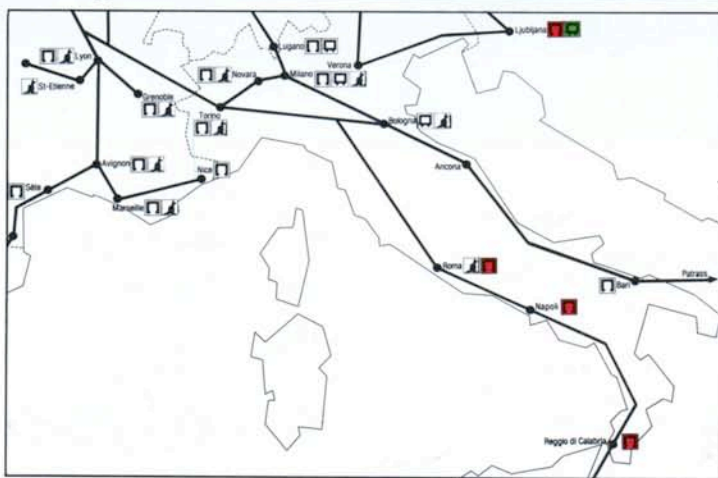 Ljubljana
Lugano
Lyon
Verona
Novara
Milano
St-Etienne
Grenoble
Torino
Bologna
Avignon
Nice
Ancona
Sète
Marseille
Roma
Patrass
Bari
Napoli
Reggio di Calabria